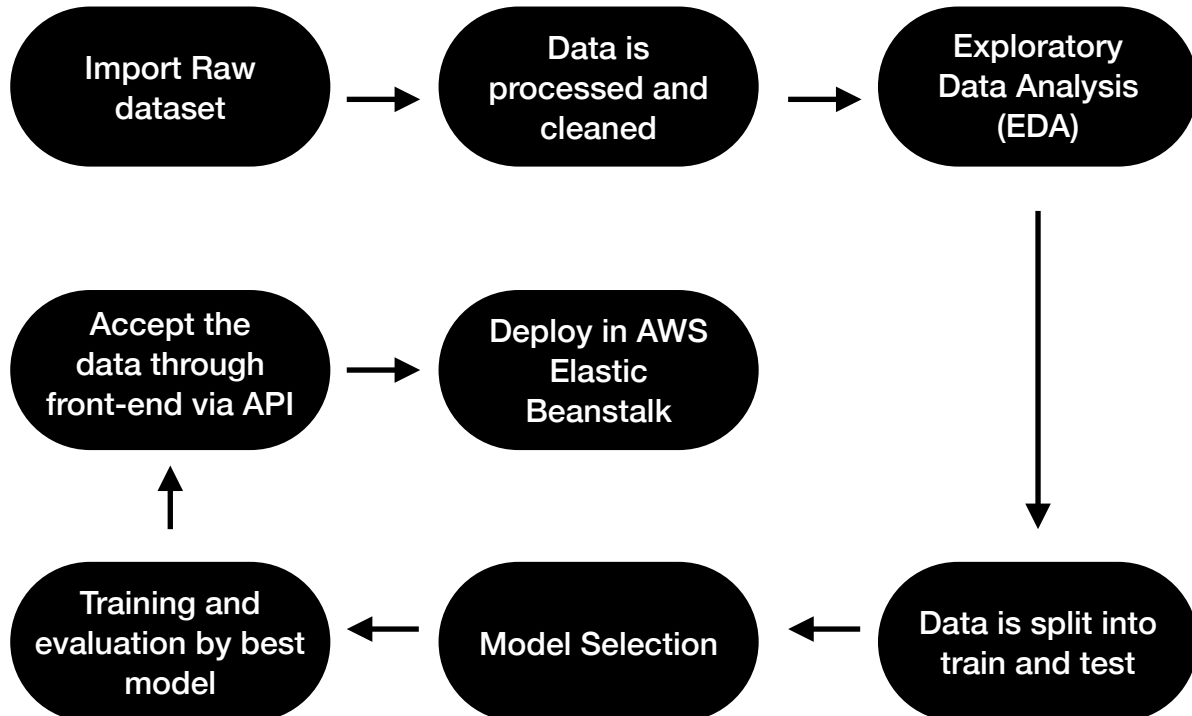 Import Raw
dataset
Data is
processed and
cleaned
Exploratory
Data Analysis
(EDA)
Accept the
data through
front-end via API
Deploy in AWS
Elastic
Beanstalk
Training and
evaluation by best
model
Model Selection
Data is split into
train and test